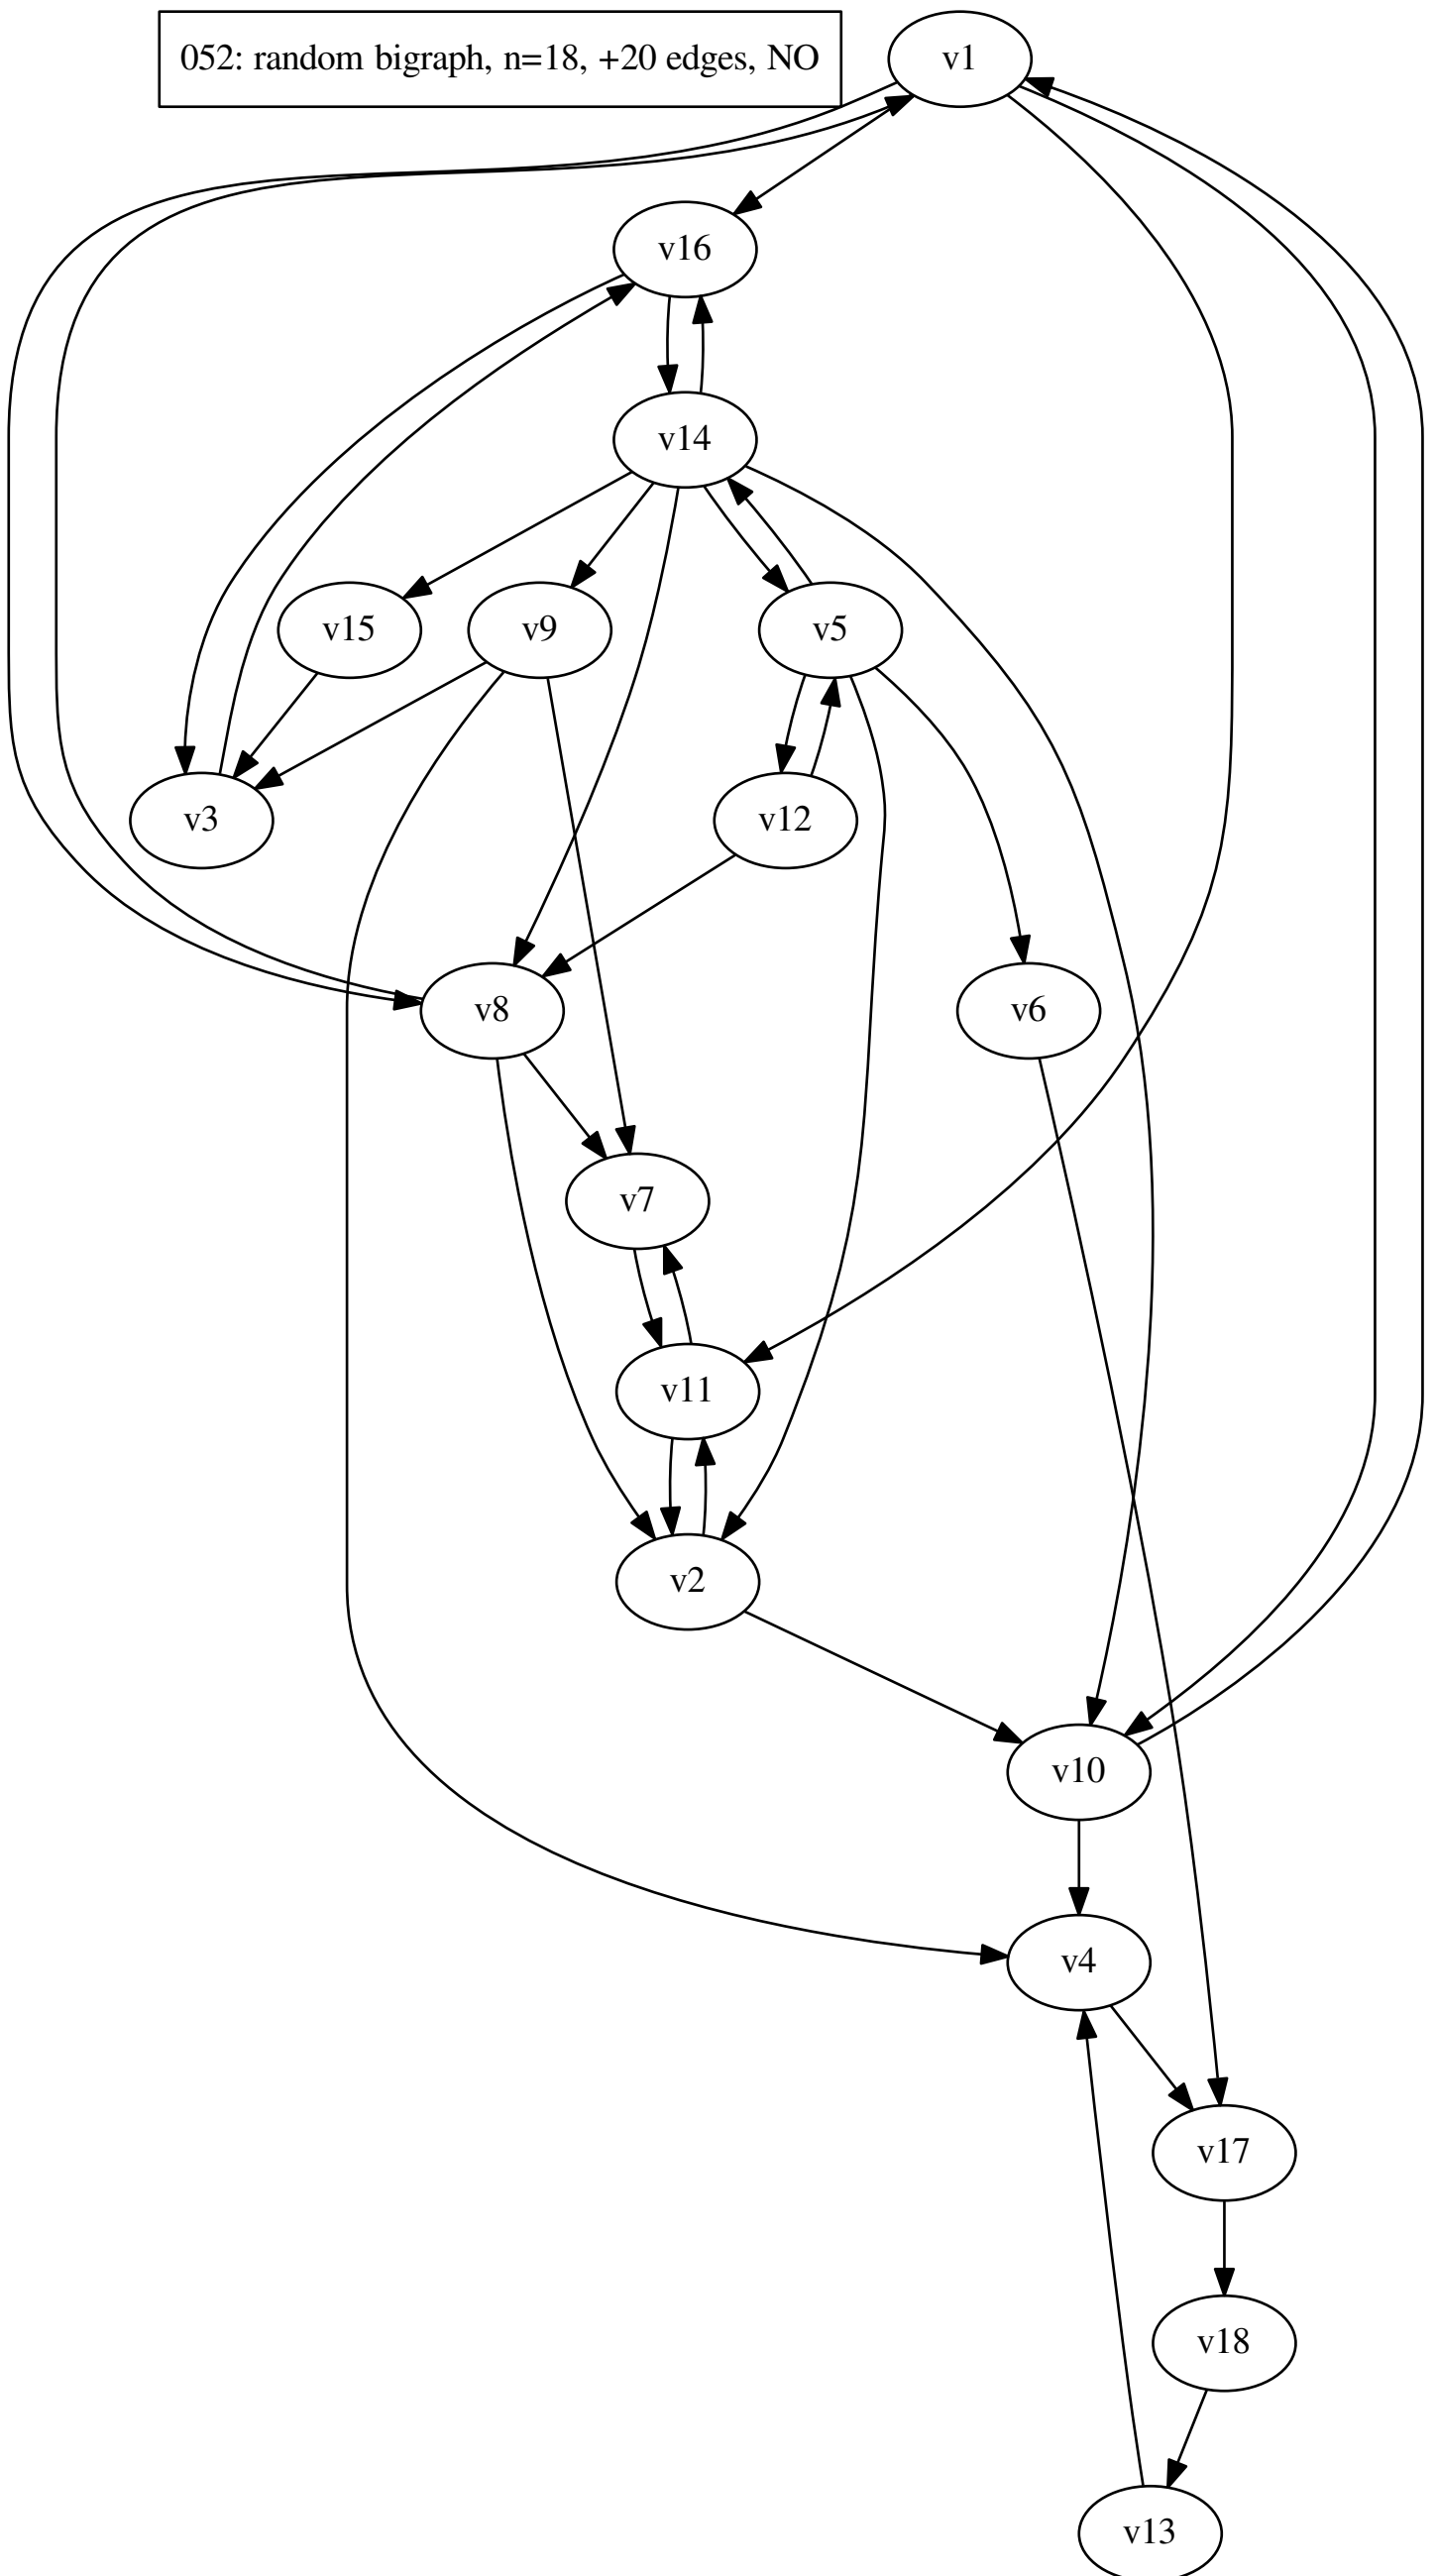 052: random bigraph, n=18, +20 edges, NO
v1
v16
v14
v15
v9
v5
v3
v12
v8
v6
v7
v11
v2
v10
v4
v17
v18
v13